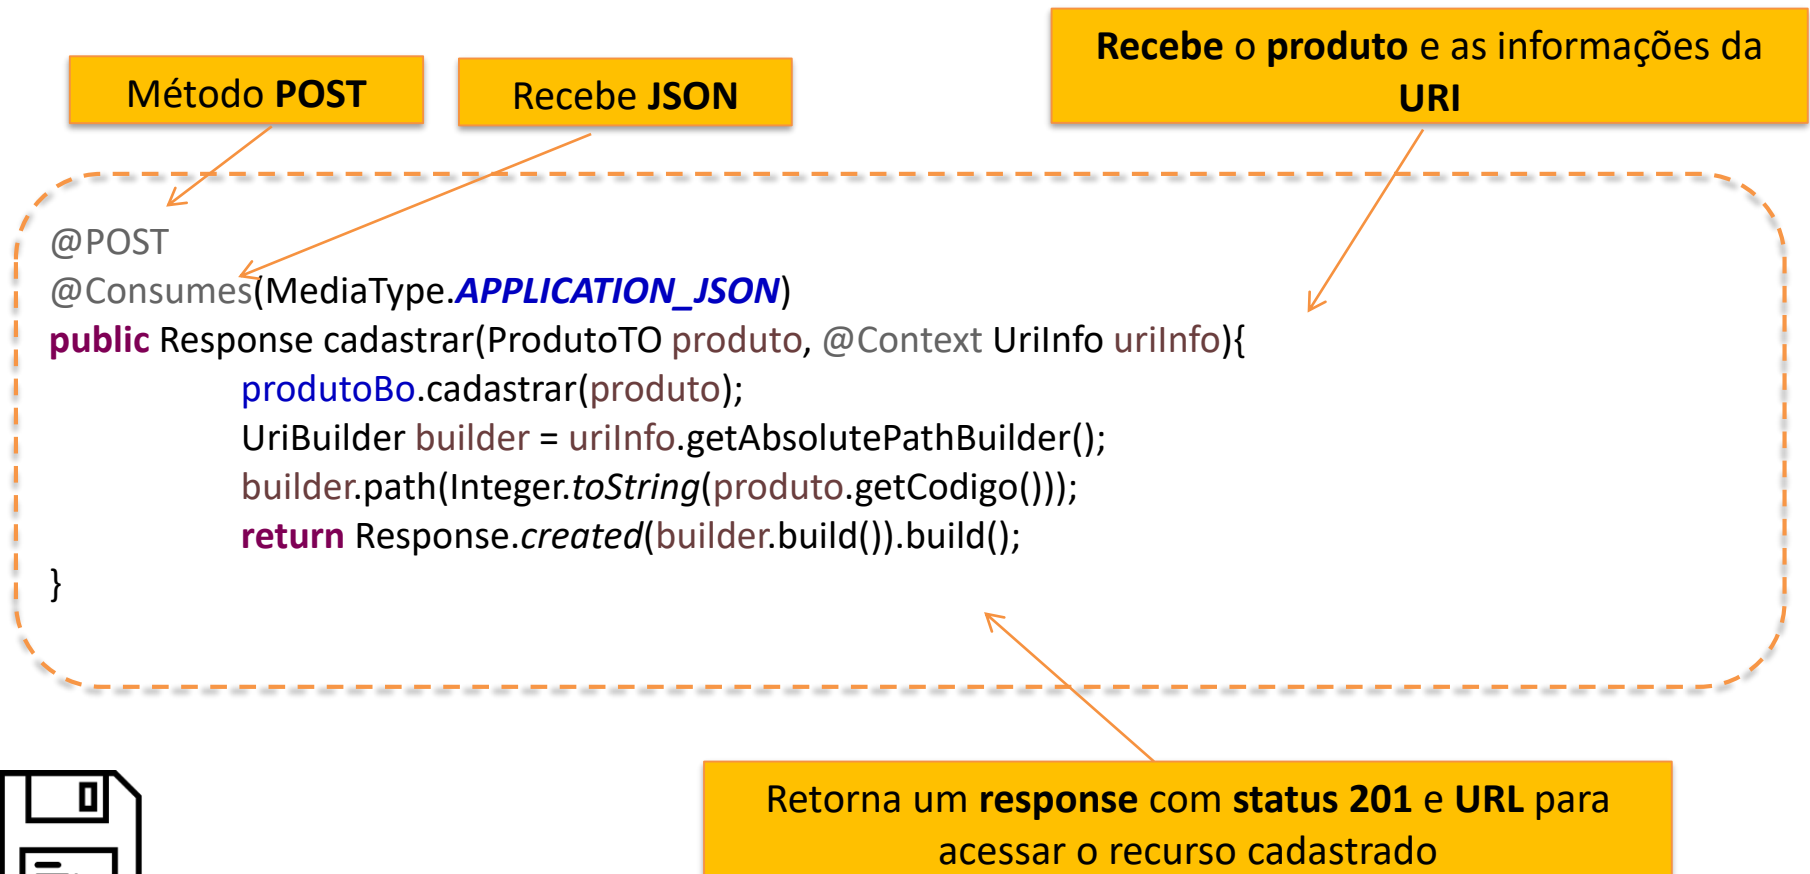 Recebe o produto e as informações da
URI
Método POST
Recebe JSON
@POST
@Consumes(MediaType.APPLICATION_JSON)
public Response cadastrar(ProdutoTO produto, @Context UriInfo uriInfo){
produtoBo.cadastrar(produto);
UriBuilder builder = uriInfo.getAbsolutePathBuilder();
builder.path(Integer.toString(produto.getCodigo()));
return Response.created(builder.build()).build();
}
Retorna um response com status 201 e URL para
acessar o recurso cadastrado